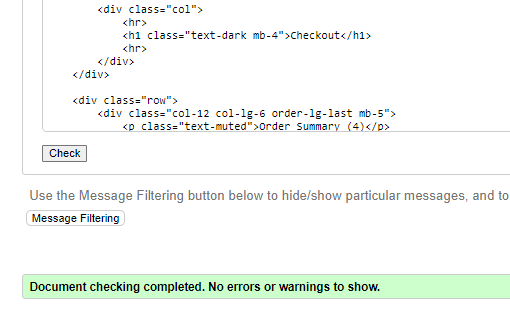 <div class="col">
<hr>
<h1 class="text-dark mb-4">Checkout</h1>
<hr>
</div>
</div>
<div class="row">
<div class="col-12 col-lg-6 order-lg-last mb-5">
<p class="text-muted">Order Summary (4)</p>
Check
Use the Message Filtering button below to hide/show particular messages, and to
Message Filtering
Document checking completed. No errors or warnings to show.